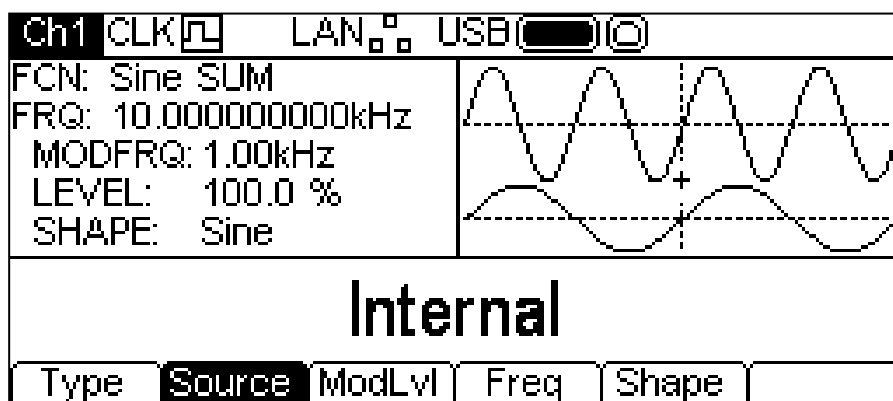 Ch1 CLK LAN USB
FCN: Sine SUM
FRQ: 10.000000000kHz
MODFRQ: 1.00kHz
LEVEL: 100.0 %
SHAPE: Sine
Internal
Type Source ModLvl Freq Shape